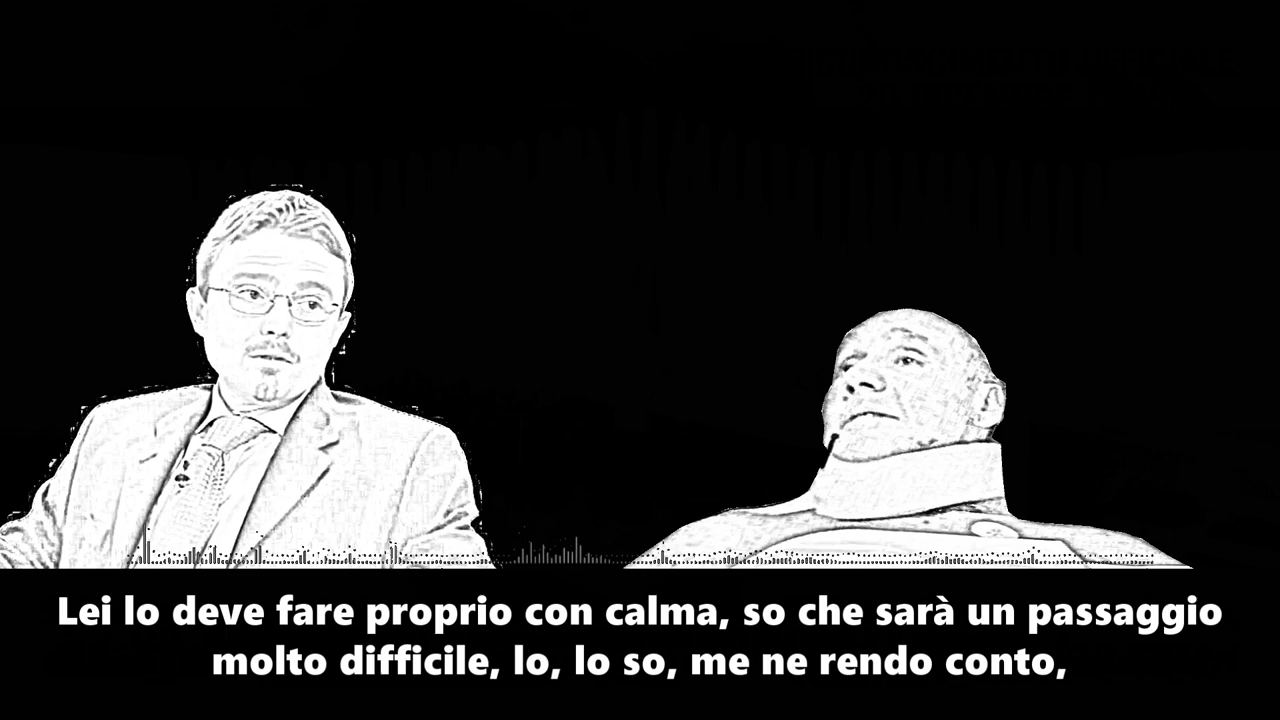 Lei lo deve fare proprio con calma, so che sarà un passaggio
molto difficile, lo, lo so, me ne rendo conto,